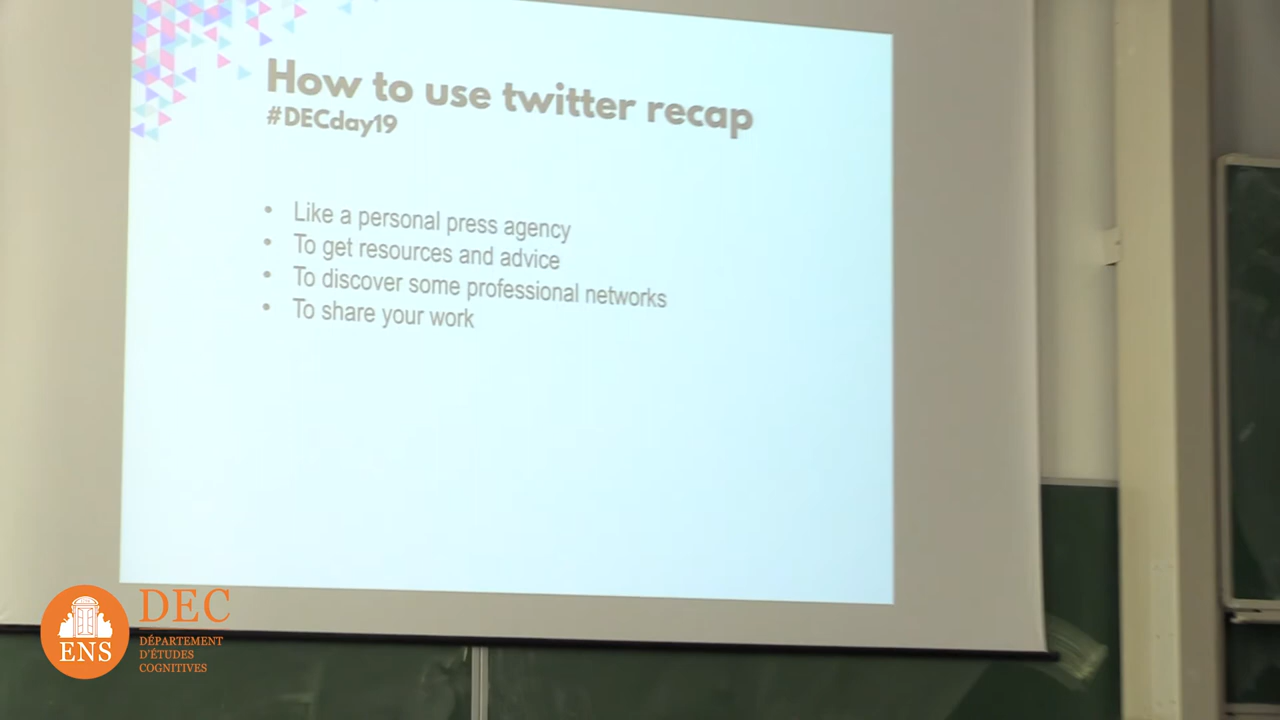 How to use twitter recap
#DECday19
• Like a personal press agency
• To get resources and advice
• To discover some professional networks
• To share your work
ENS
DEC
DÉPARTEMENT
D'ÉTUDES
COGNITIVES